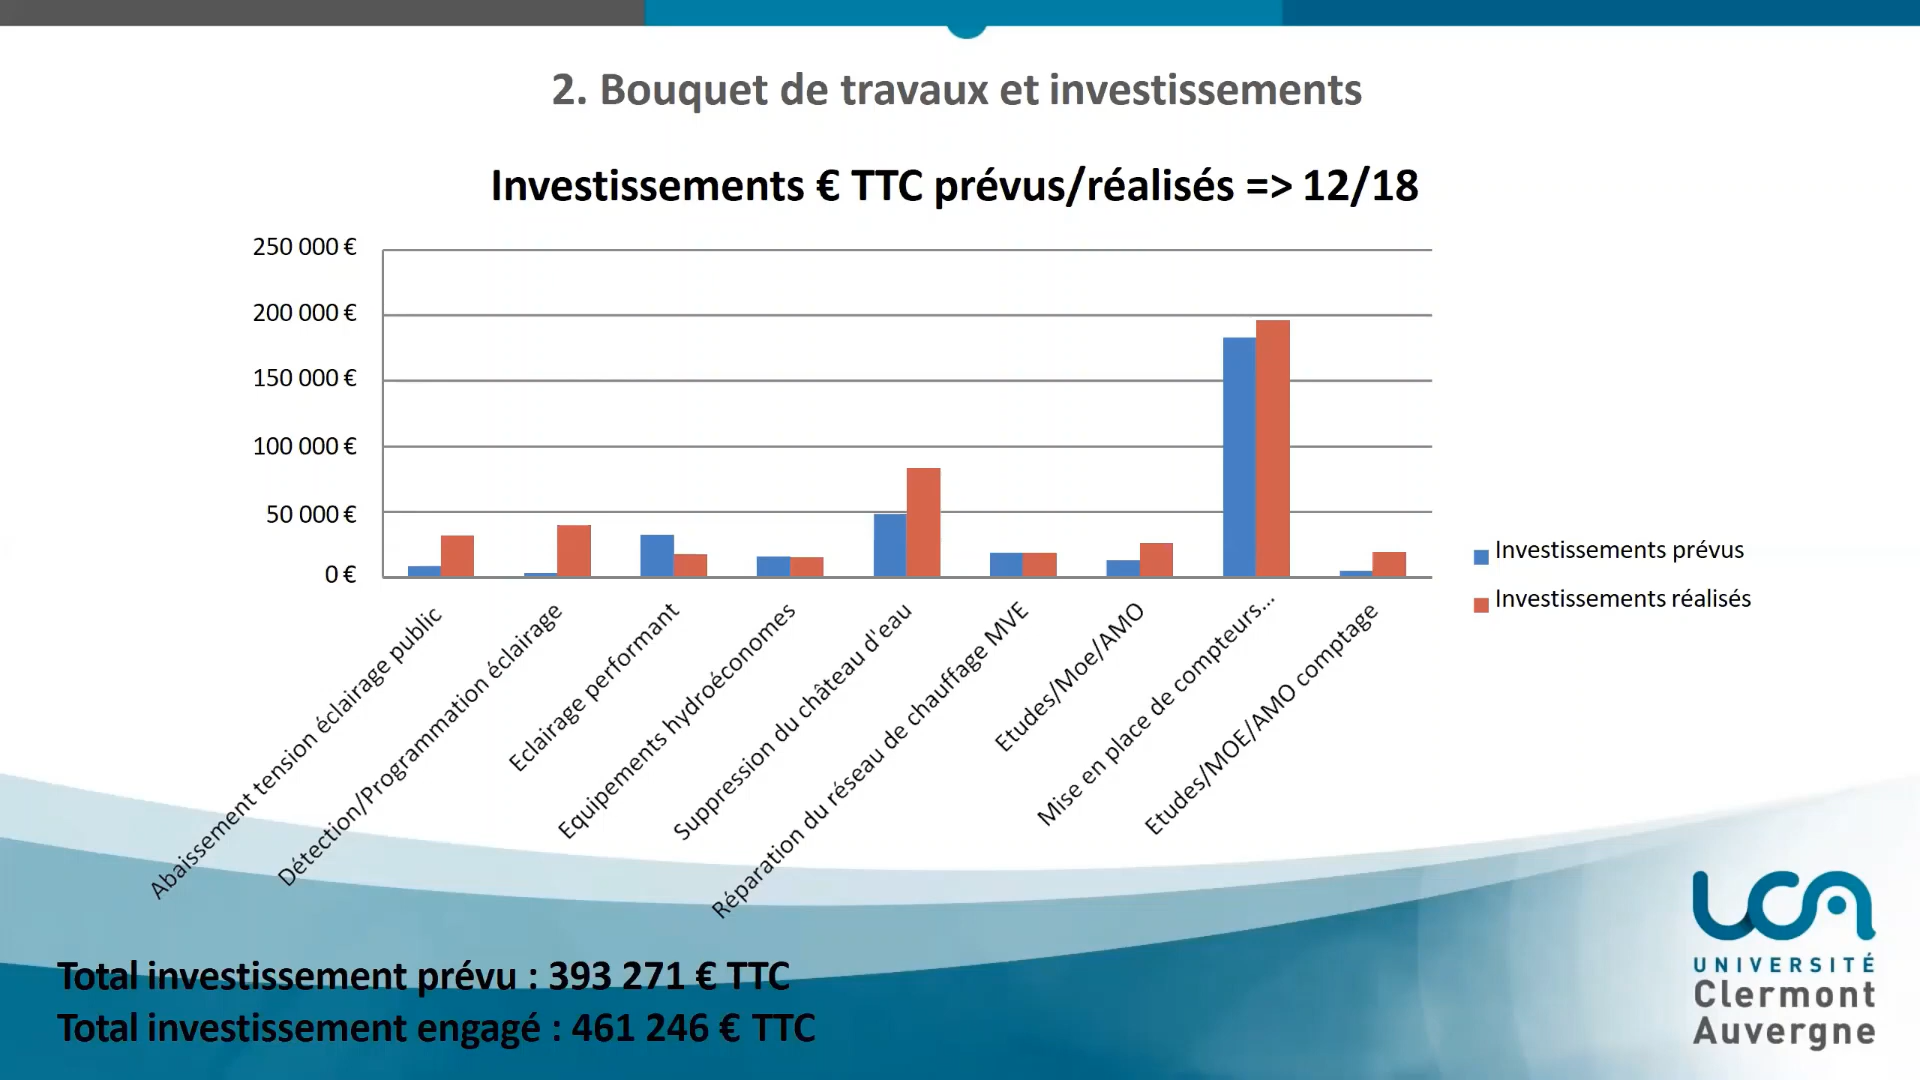 2. Bouquet de travaux et investissements
Investissements € TTC prévus/réalisés => 12/18
250 000 €
200 000 €
150 000 €
100 000 €
50 000 €
0 €
Abaissement tension éclairage public
Détection/Programmation éclairage
Eclairage performant
Equipements hydroéconomes
Suppression du château d'eau
Réparation du réseau de chauffage MVE
Etudes/Moe/AMO
Mise en place de compteurs...
Etudes/MOE/AMO comptage
Investissements prévus
Investissements réalisés
Total investissement prévu : 393 271 € TTC
Total investissement engagé : 461 246 € TTC
UCA
UNIVERSITÉ
Clermont
Auvergne